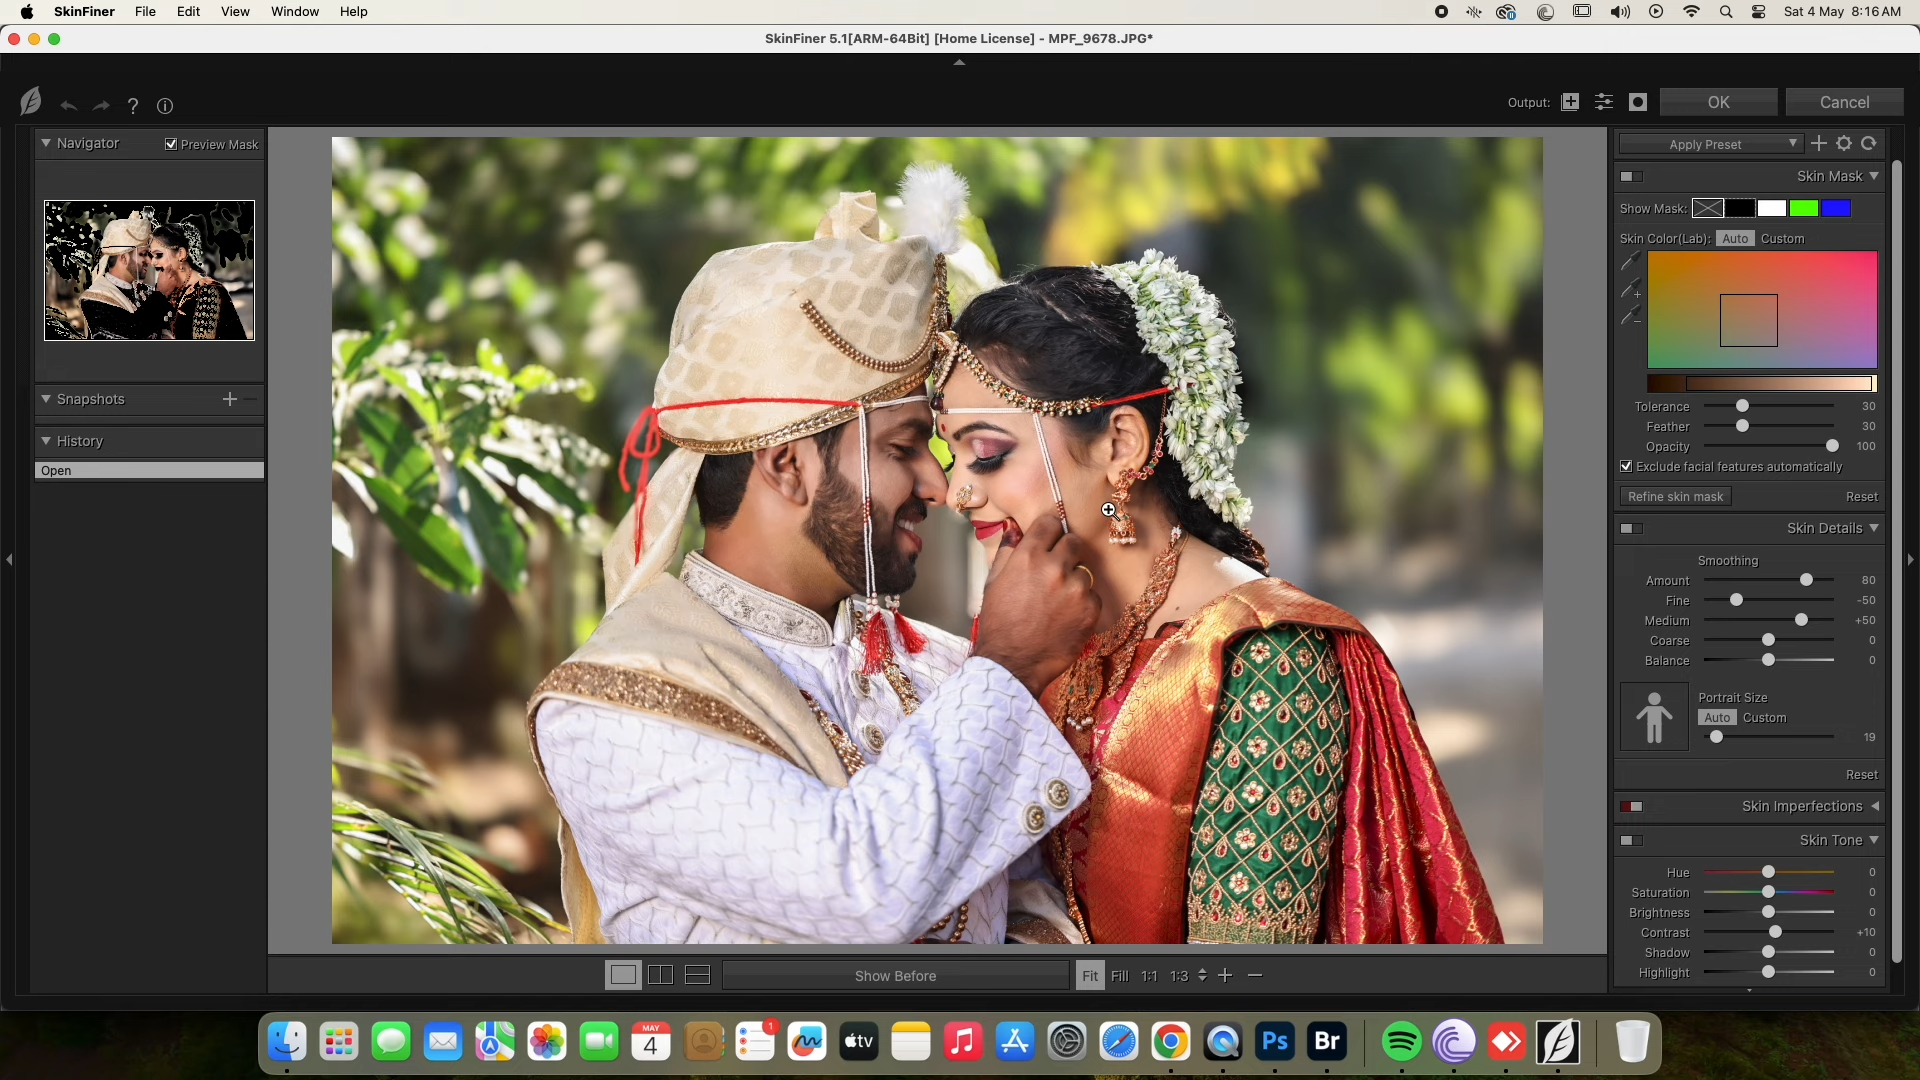 SkinFiner File Edit View Window Help Sat 4 May 8:16 AM
SkinFiner 5.1[ARM-64Bit] [Home License] - MPF_9678.JPG*
Output: OK Cancel
Navigator Preview Mask
Snapshots
History
Open
Apply Preset
Skin Mask
Show Mask:
Skin Color(Lab): Auto Custom
Tolerance 30
Feather 30
Opacity 100
Exclude facial features automatically
Refine skin mask Reset
Skin Details
Smoothing
Amount 80
Fine -50
Medium +50
Coarse 0
Balance 0
Portrait Size
Auto Custom
19
Reset
Skin Imperfections
Skin Tone
Hue 0
Saturation 0
Brightness 0
Contrast +10
Shadow 0
Highlight 0
Show Before Fit Fill 1:1 1:3
MAY
4
1
tv
Ps
Br